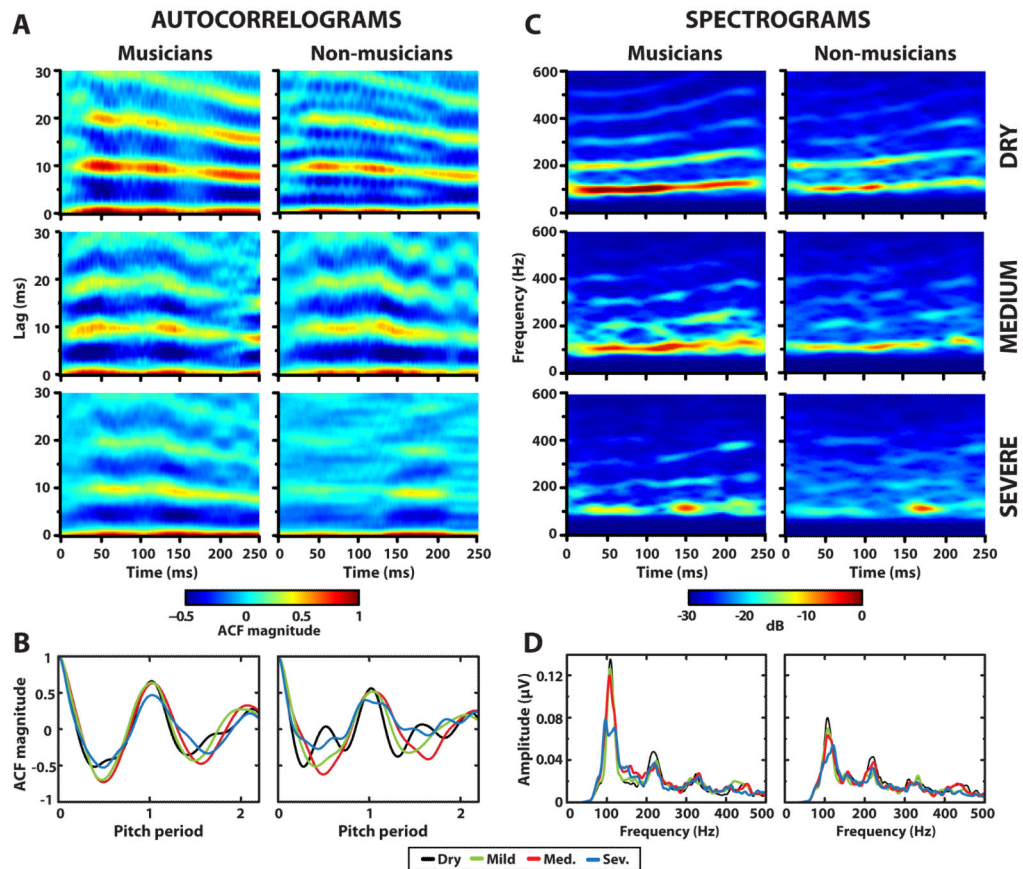 AUTOCORRELOGRAMS
SPECTROGRAMS
A
C
Musicians
Non-musicians
Musicians
Non-musicians
30
20
10
0
600
400
200
0
DRY
30
20
10
0
Lag (ms)
600
400
200
0
Frequency (Hz)
MEDIUM
30
20
10
0
600
400
200
0
SEVERE
0 50 100 150 200 250
0 50 100 150 200 250
0 50 100 150 200 250
0 50 100 150 200 250
Time (ms)
Time (ms)
Time (ms)
Time (ms)
−0.5 0 0.5 1
ACF magnitude
-30 -20 -10 0
dB
B
D
1
0.5
0
-0.5
-1
ACF magnitude
0 1 2
0 1 2
Pitch period
Pitch period
0.12
0.08
0.04
0
Amplitude (µV)
0 100 200 300 400 500
0 100 200 300 400 500
Frequency (Hz)
Frequency (Hz)
Dry Mild Med. Sev.